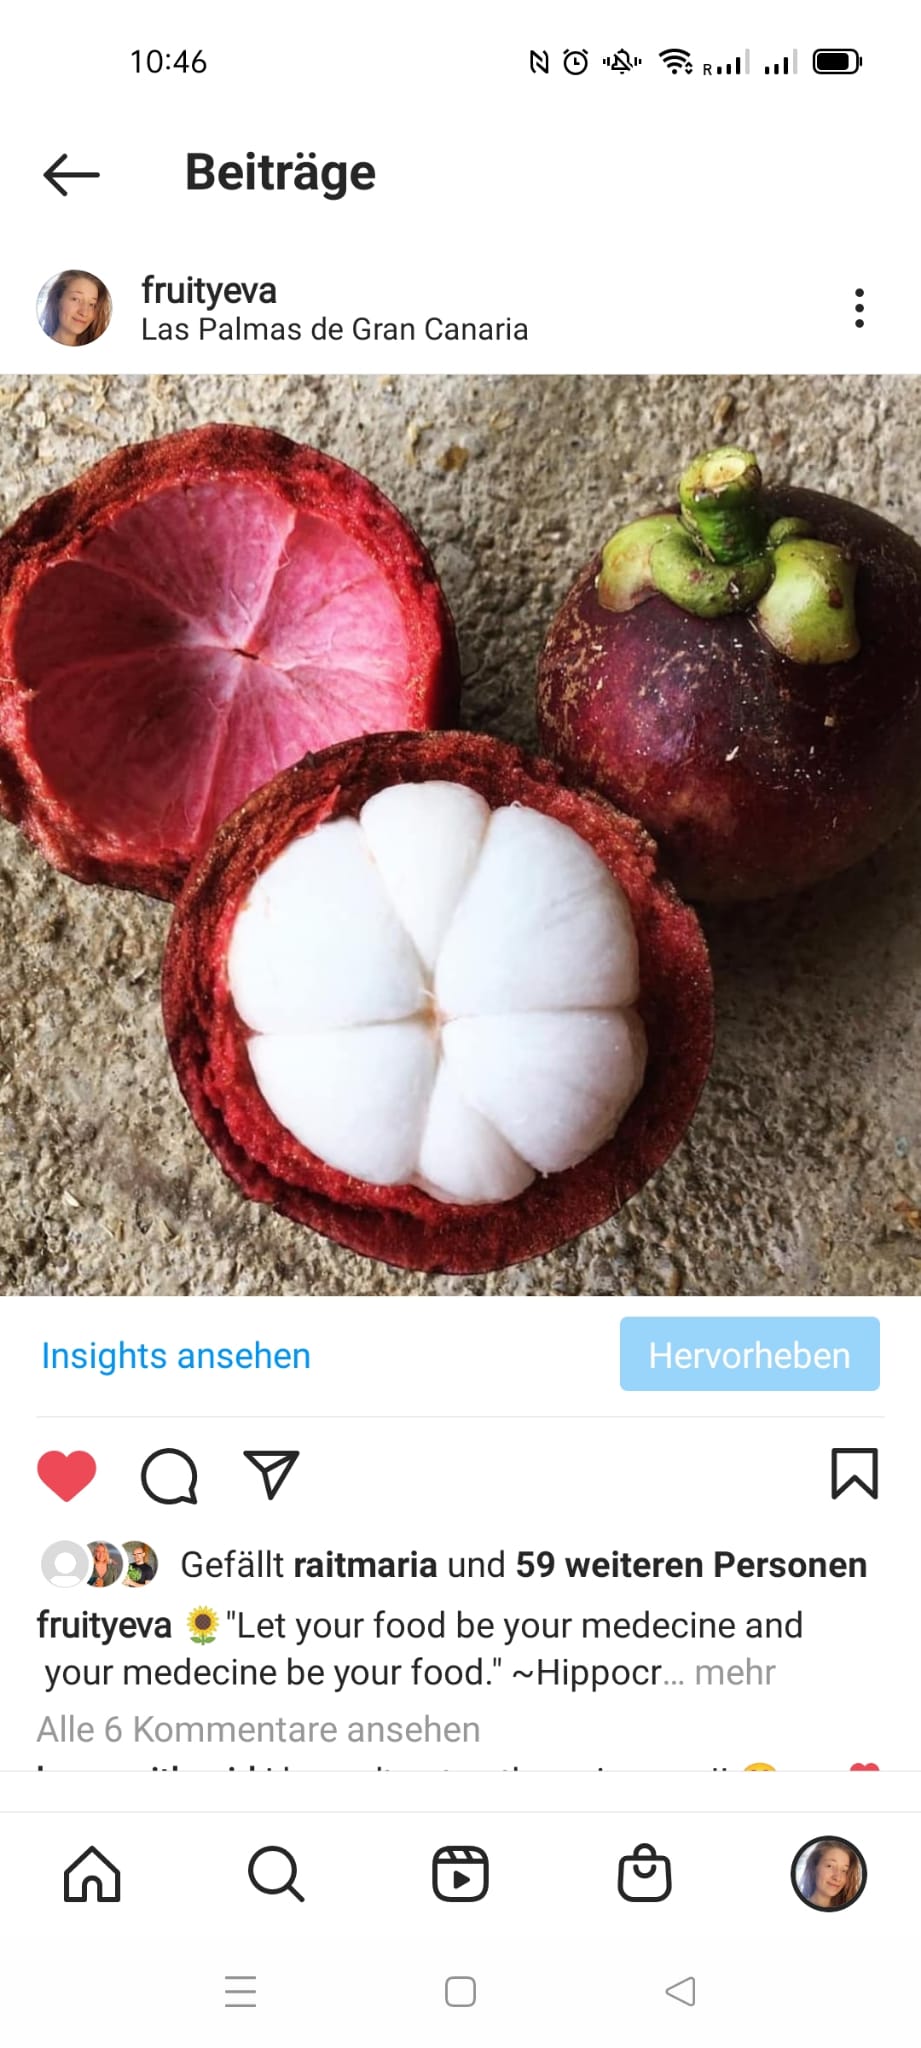 10:46
R
Beiträge
fruityeva
Las Palmas de Gran Canaria
Insights ansehen
Hervorheben
Gefällt raitmaria und 59 weiteren Personen
fruityeva 🌻"Let your food be your medecine and
your medecine be your food." ~Hippocr... mehr
Alle 6 Kommentare ansehen